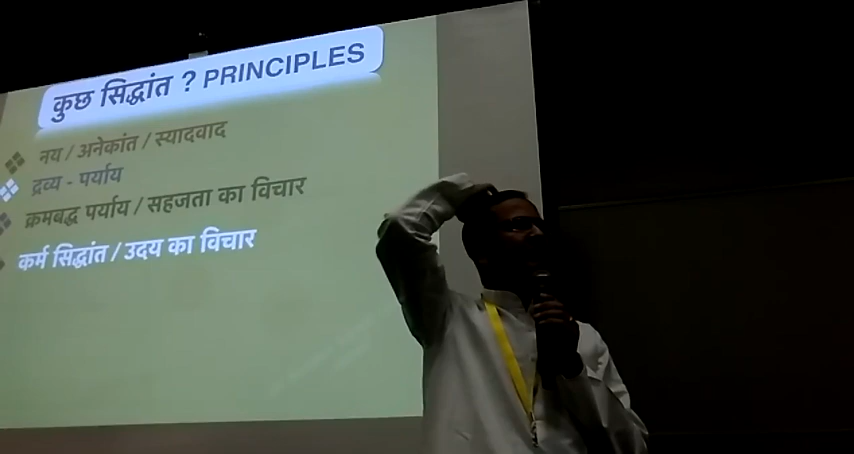 कुछ सिद्धांत ? PRINCIPLES
नय / अनेकांत / स्यादवाद
द्रव्य - पर्याय
क्रमबद्ध पर्याय / सहजता का विचार
कर्म सिद्धांत / उदय का विचार